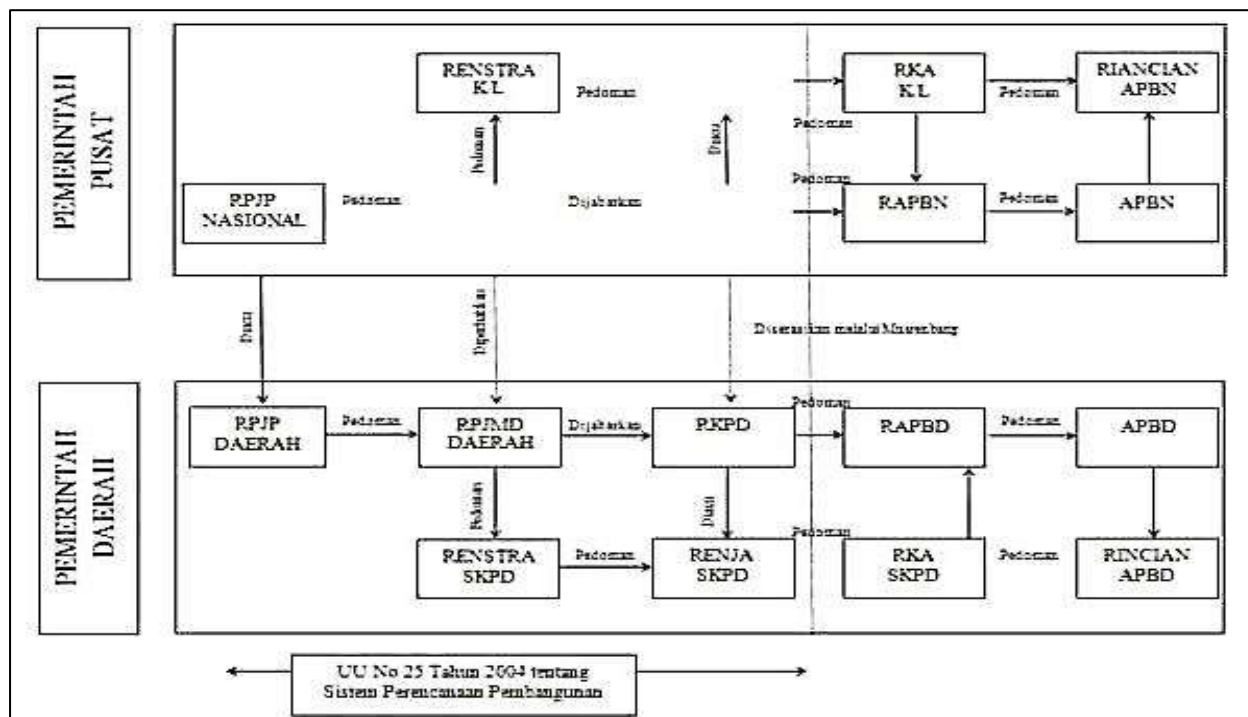 PEMERINTAH
PUSAT
RENSTRA
KL
Pedoman
RKA
KL
Pedoman
RIANCIAN
APBN
Pedoman
Pedoman
Diacu
RPJP
NASIONAL
Pedoman
Dijabarkan
Pedoman
RAPBN
Pedoman
APBN
Diacu
Diperhatikan
melalui Musrenbang
PEMERINTAH
DAERAH
RPJP
DAERAH
Pedoman
RPJMD
DAERAH
Dijabarkan
RKPD
Pedoman
RAPBD
Pedoman
APBD
Pedoman
Diacu
RENSTRA
SKPD
Pedoman
RENJA
SKPD
Pedoman
RKA
SKPD
Pedoman
RINCIAN
APBD
UU No 25 Tahun 2004 tentang
Sistem Perencanaan Pembangunan